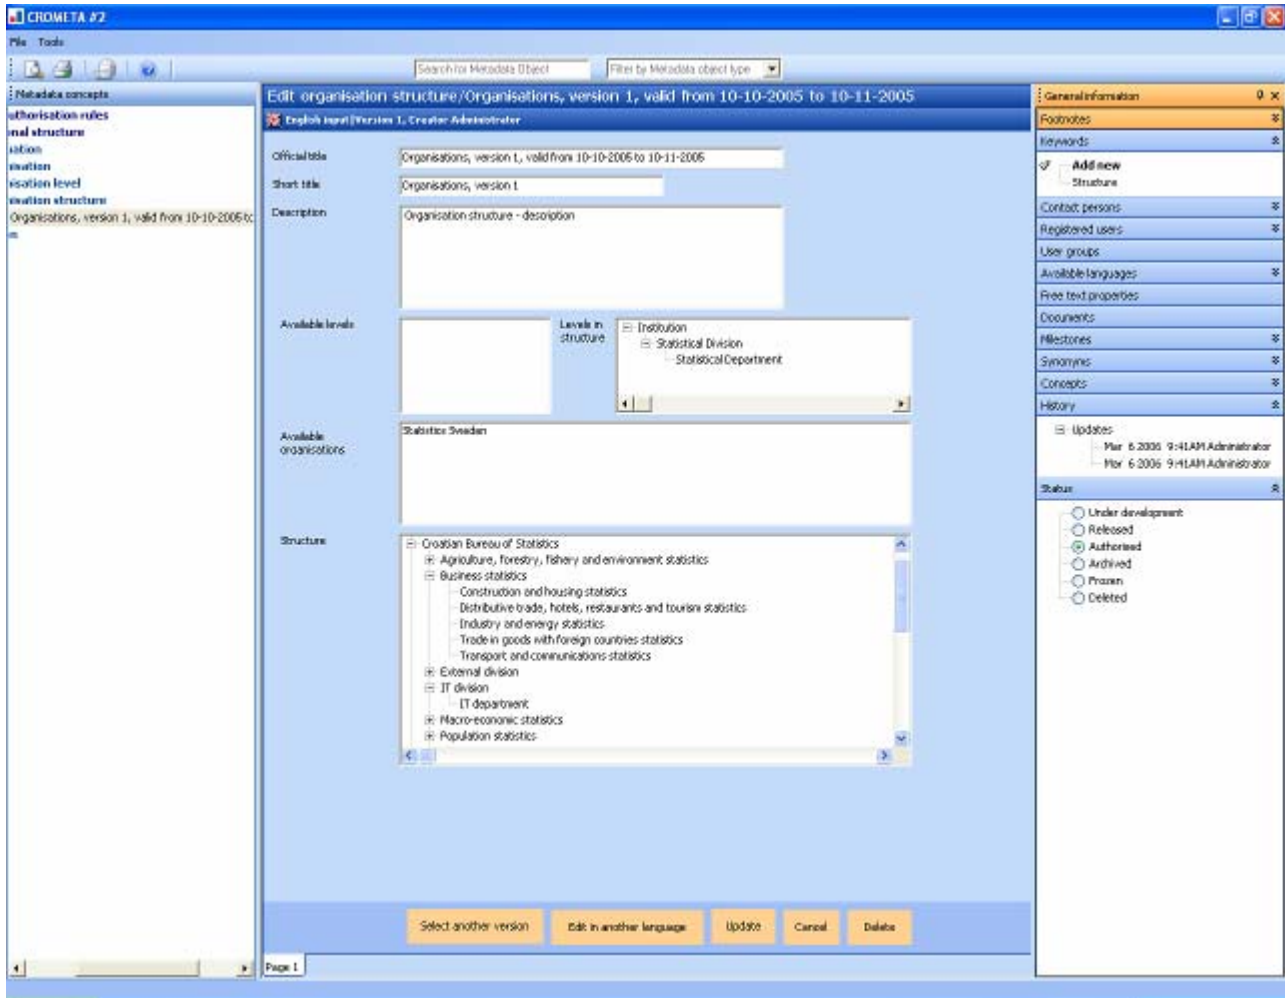 CROMETA #2
File Tools
Search for Metadata Object
Filter by Metadata object type
Metadata concepts
uthorisation rules
nal structure
sation
nisation
isation level
isation structure
Organisations, version 1, valid from 10-10-2005 to
Edit organisation structure/Organisations, version 1, valid from 10-10-2005 to 10-11-2005
English input|Version 1, Creator Administrator
Official title
Organisations, version 1, valid from 10-10-2005 to 10-11-2005
Short title
Organisations, version 1
Description
Organisation structure - description
Available levels
Levels in structure
Institution
Statistical Division
Statistical Department
Available organisations
Statistics Sweden
Structure
Croatian Bureau of Statistics
Agriculture, forestry, fishery and environment statistics
Business statistics
Construction and housing statistics
Distributive trade, hotels, restaurants and tourism statistics
Industry and energy statistics
Trade in goods with foreign countries statistics
Transport and communications statistics
External division
IT division
IT department
Macro-economic statistics
Population statistics
Select another version
Edit in another language
Update
Cancel
Delete
Page 1
General information
Footnotes
Keywords
Add new
Structure
Contact persons
Registered users
User groups
Available languages
Free text properties
Documents
Milestones
Synonyms
Concepts
History
Updates
Mar 6 2006 9:41AM Administrator
Mar 6 2006 9:41AM Administrator
Status
Under development
Released
Authorised
Archived
Frozen
Deleted